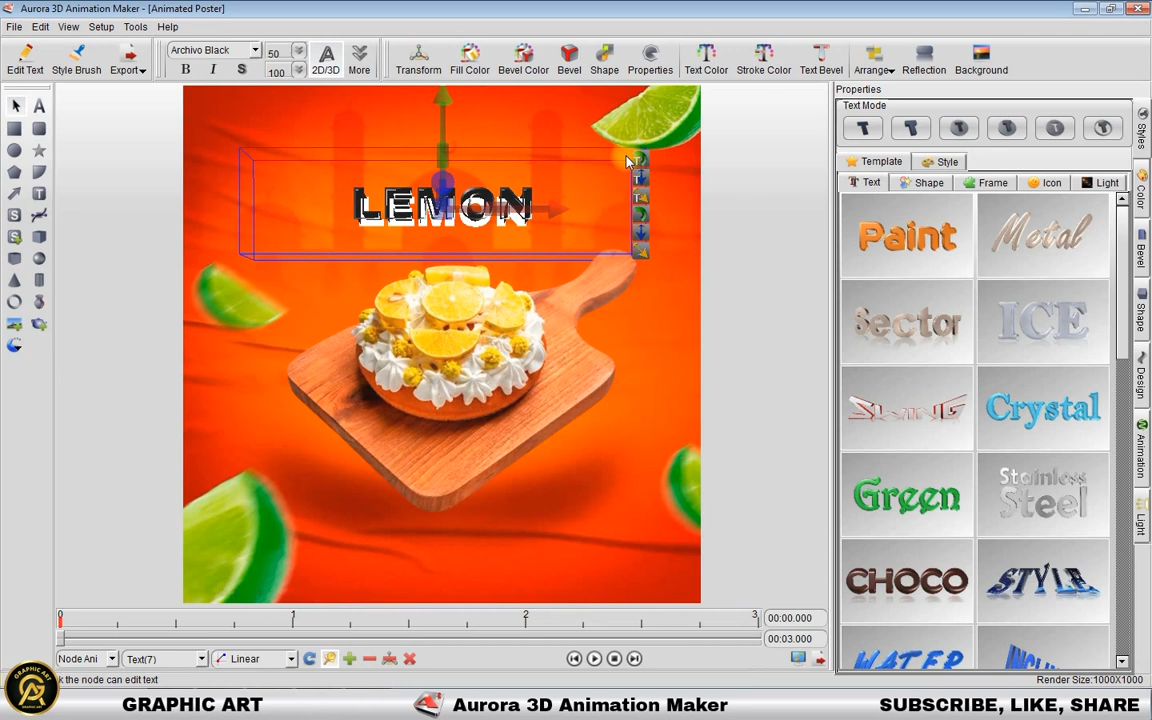 Aurora 3D Animation Maker - [Animated Poster]
File Edit View Setup Tools Help
Edit Text Style Brush Export Archivo Black 50 100 B I S 2D/3D More Transform Fill Color Bevel Color Bevel Shape Properties Text Color Stroke Color Text Bevel Arrange Reflection Background
Properties
Text Mode
Template Style
Text Shape Frame Icon Light
LEMON
Paint Metal
Sector ICE
SWING Crystal
Green Stainless Steel
CHOCO STYLE
WATER
Styles
Color
Bevel
Shape
Design
Animation
Light
0 1 2 3 00:00.000
00:03.000
Node Ani Text(7) Linear
k the node can edit text
Render Size:1000X1000
GRAPHIC ART
GRAPHIC ART Aurora 3D Animation Maker SUBSCRIBE, LIKE, SHARE